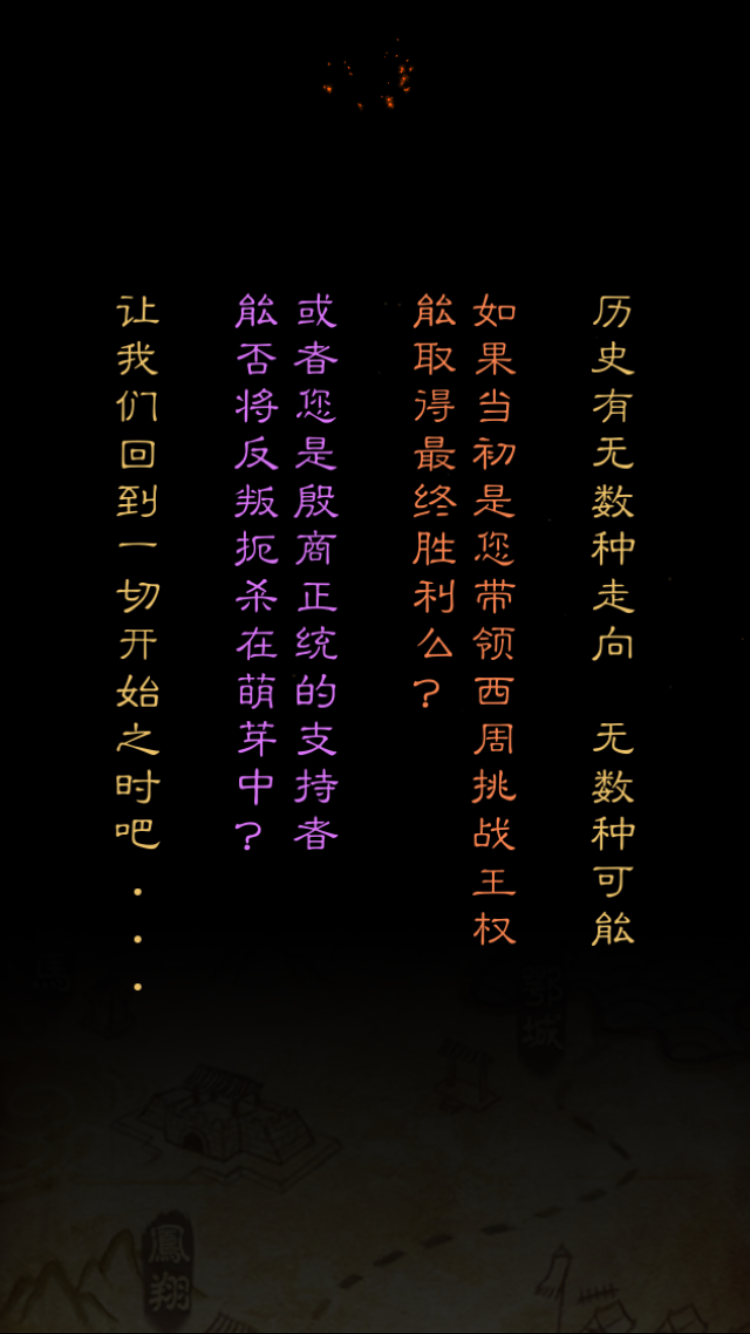 历史有无数种走向　无数种可能
如果当初是您带领西周挑战王权
能取得最终胜利么？
或者您是殷商正统的支持者
能否将反叛扼杀在萌芽中？
让我们回到一切开始之时吧...
鄂城
鳳翔